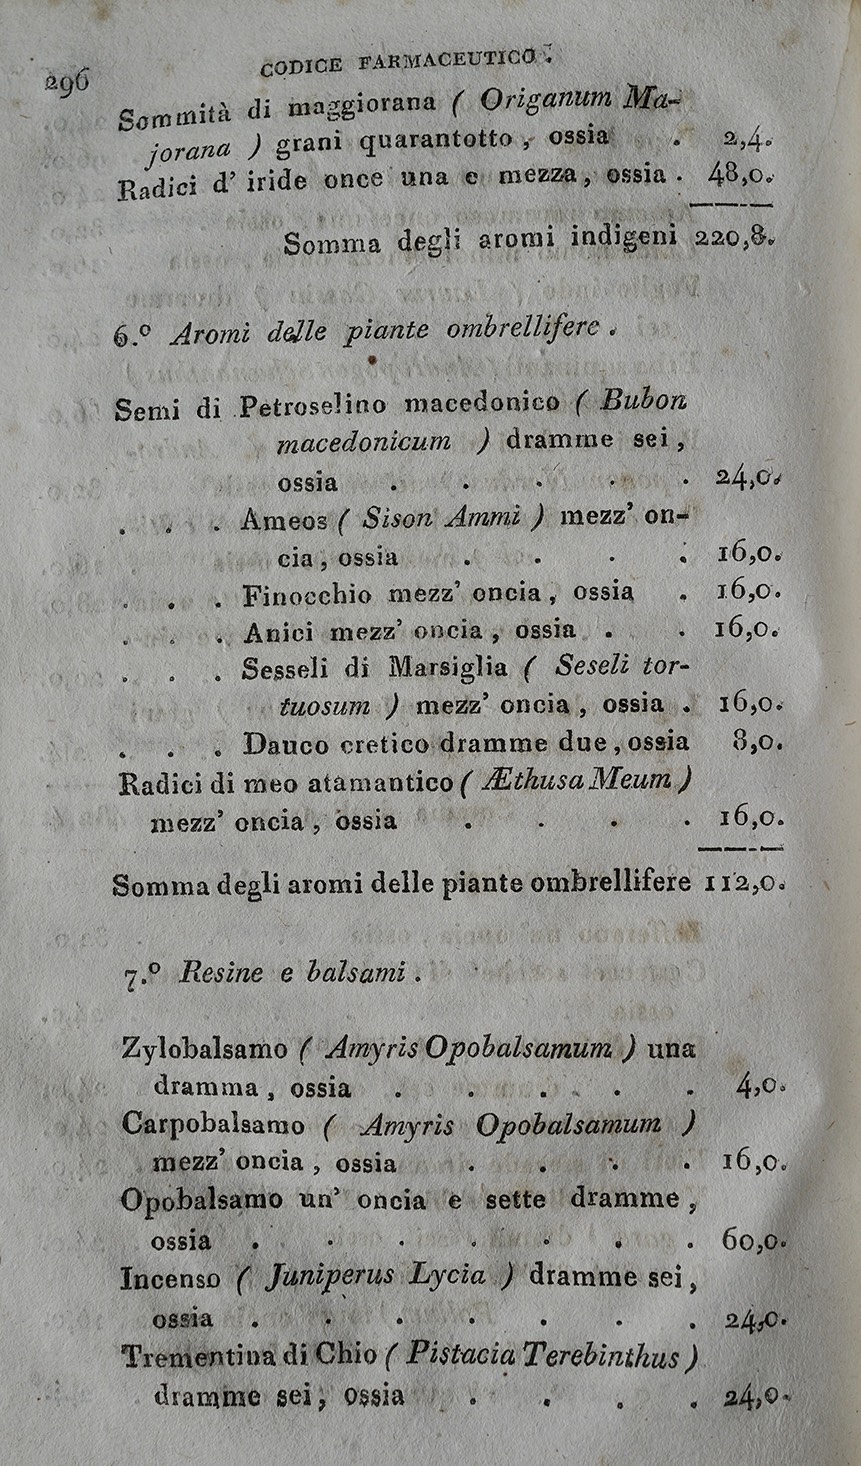 296
CODICE FARMACEUTICO.
Sommità di maggiorana ( Origanum Ma-
jorana ) grani quarantotto, ossia . 2,4.
Radici d' iride once una e mezza, ossia . 48,0.
Somma degli aromi indigeni 220,8.
6.º Aromi delle piante ombrellifere .
Semi di Petroselino macedonico ( Bubon
macedonicum ) dramme sei,
ossia . . . . . 24,0.
. . . Ameos ( Sison Ammi ) mezz' on-
cia, ossia . . . . 16,0.
. . . Finocchio mezz' oncia, ossia . 16,0.
. . . Anici mezz' oncia, ossia . . 16,0.
. . . Sesseli di Marsiglia ( Seseli tor-
tuosum ) mezz' oncia, ossia . 16,0.
. . . Dauco cretico dramme due, ossia 8,0.
Radici di meo atamantico ( Æthusa Meum )
mezz' oncia, ossia . . . . 16,0.
Somma degli aromi delle piante ombrellifere 112,0.
7.º Resine e balsami .
Zylobalsamo ( Amyris Opobalsamum ) una
dramma, ossia . . . . . 4,0.
Carpobalsamo ( Amyris Opobalsamum )
mezz' oncia, ossia . . . . 16,0.
Opobalsamo un' oncia e sette dramme,
ossia . . . . . . . 60,0.
Incenso ( Juniperus Lycia ) dramme sei,
ossia . . . . . . . 24,0.
Trementina di Chio ( Pistacia Terebinthus )
dramme sei, ossia . . . . 24,0.